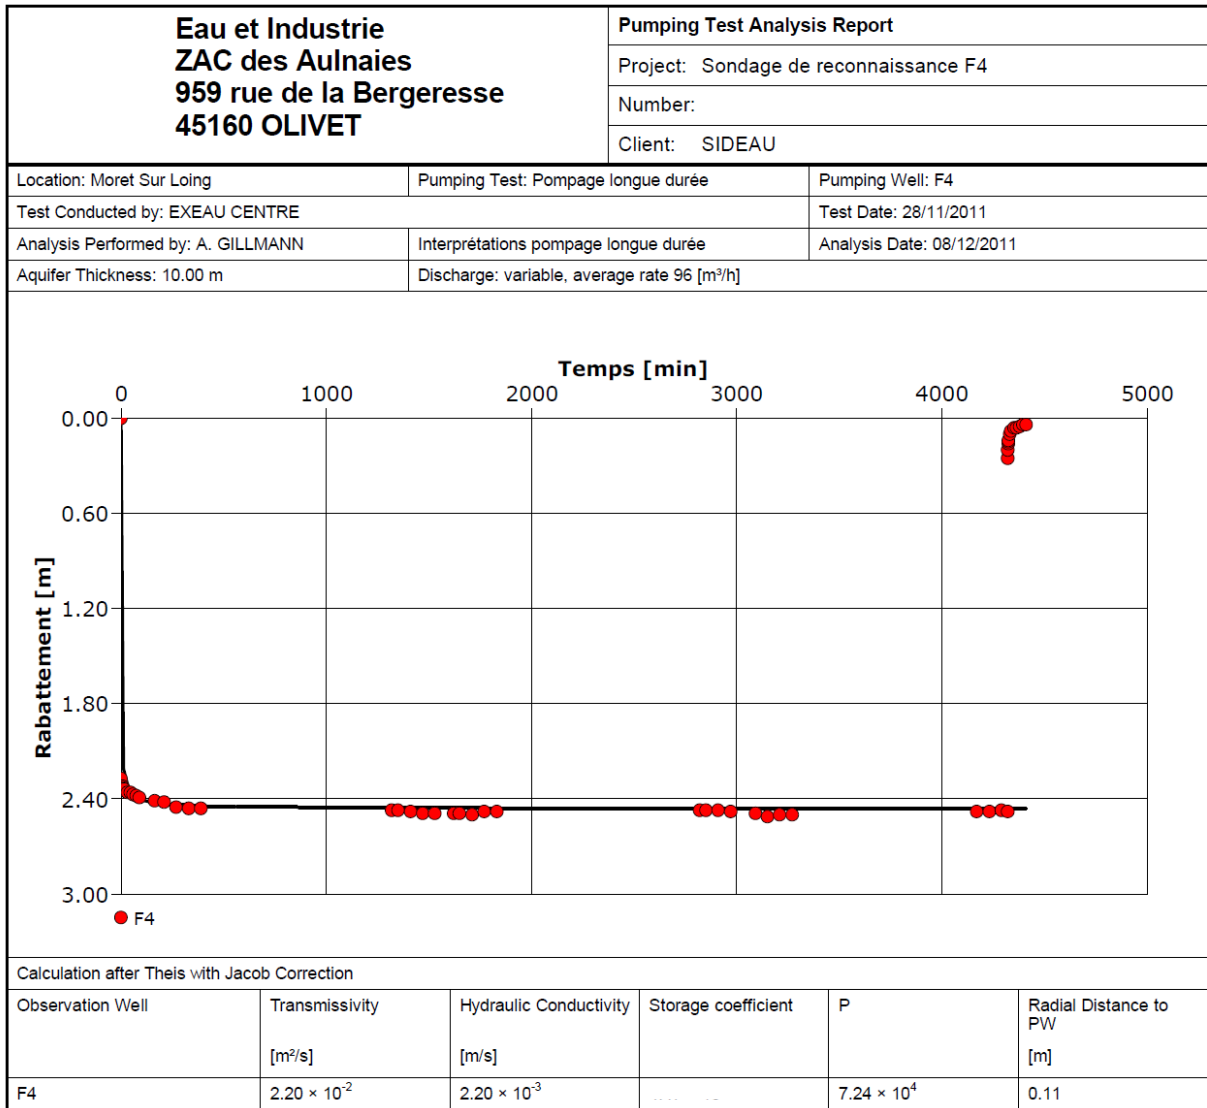 Eau et Industrie
ZAC des Aulnaies
959 rue de la Bergeresse
45160 OLIVET
Pumping Test Analysis Report
Project: Sondage de reconnaissance F4
Number:
Client: SIDEAU
Location: Moret Sur Loing
Pumping Test: Pompage longue durée
Pumping Well: F4
Test Conducted by: EXEAU CENTRE
Test Date: 28/11/2011
Analysis Performed by: A. GILLMANN
Interprétations pompage longue durée
Analysis Date: 08/12/2011
Aquifer Thickness: 10.00 m
Discharge: variable, average rate 96 [m³/h]
Temps [min]
0 1000 2000 3000 4000 5000
Rabattement [m]
0.00
0.60
1.20
1.80
2.40
3.00
F4
Calculation after Theis with Jacob Correction
Observation Well
Transmissivity
[m²/s]
Hydraulic Conductivity
[m/s]
Storage coefficient
P
Radial Distance to
PW
[m]
F4
2.20 × 10⁻²
2.20 × 10⁻³
7.24 × 10⁴
0.11